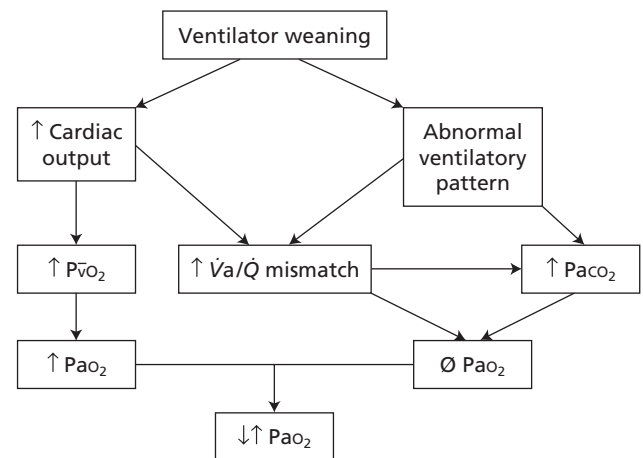 Ventilator weaning
↑ Cardiac
output
Abnormal
ventilatory
pattern
↑ Pv̄O₂
↑ V̇a/Q̇ mismatch
↑ PaCO₂
↑ PaO₂
Ø PaO₂
↓↑ PaO₂